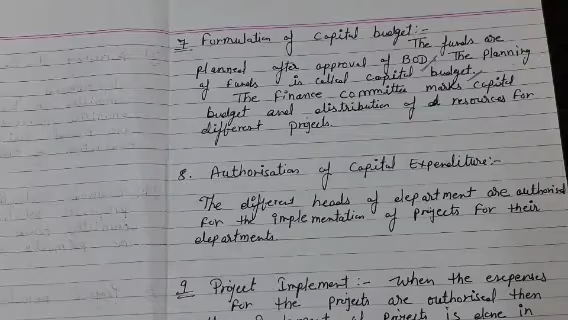 7. Formulation of capital budget:-
The funds are
planned after approval of BOD. The planning
of funds is called capital budget.
The finance committee marks capital
budget and distribution of resources for
different projects.
8. Authorisation of Capital Expenditure:-
The different heads of department are authorised
for the implementation of projects for their
departments.
9 Project Implement:- When the expenses
for the projects are authorised then
of projects is done in